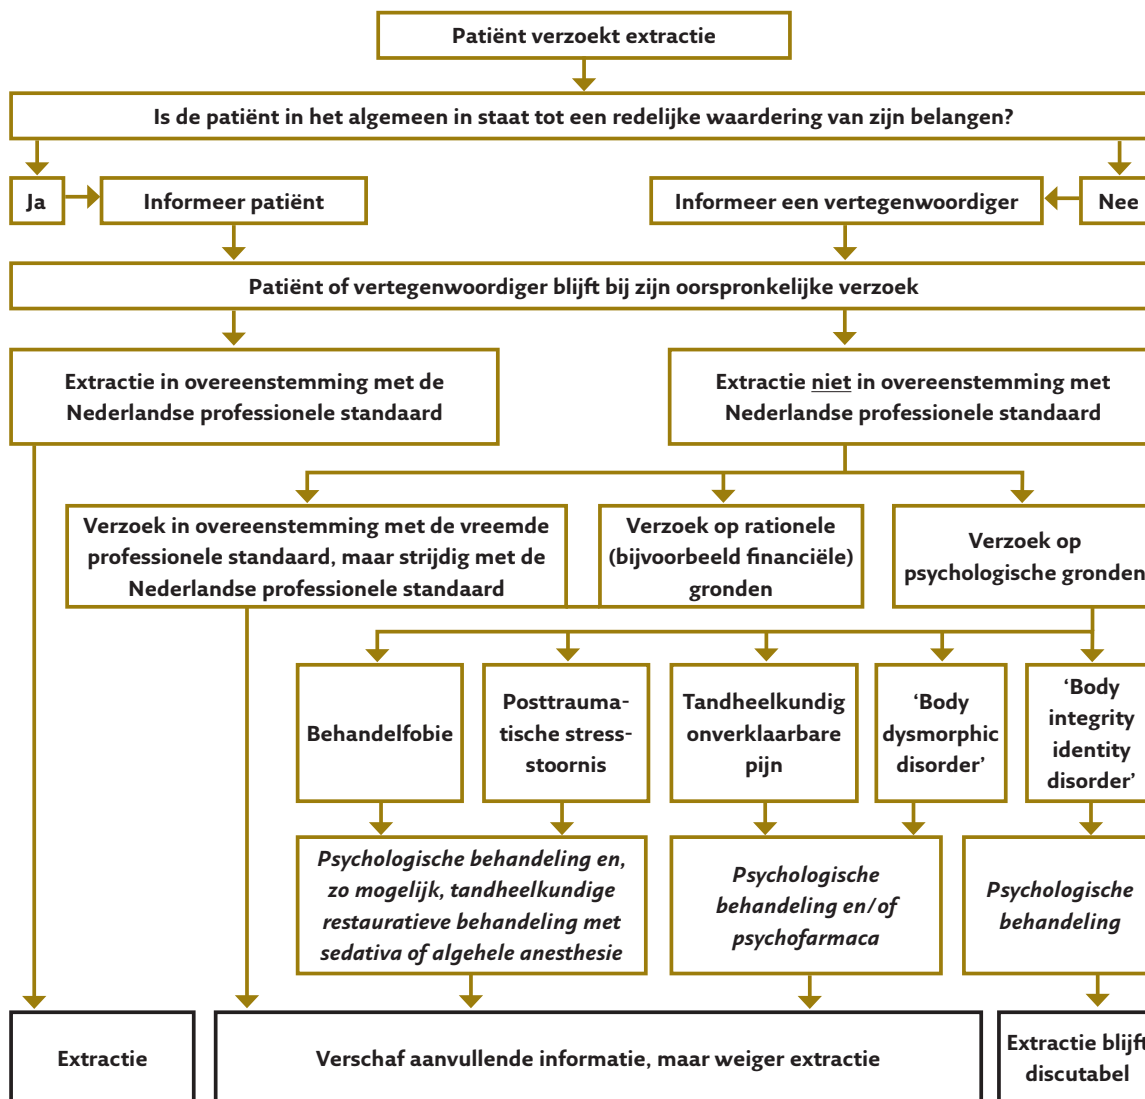 Patiënt verzoekt extractie
Is de patiënt in het algemeen in staat tot een redelijke waardering van zijn belangen?
Ja
Informeer patiënt
Informeer een vertegenwoordiger
Nee
Patiënt of vertegenwoordiger blijft bij zijn oorspronkelijke verzoek
Extractie in overeenstemming met de
Nederlandse professionele standaard
Extractie niet in overeenstemming met
Nederlandse professionele standaard
Verzoek in overeenstemming met de vreemde
professionele standaard, maar strijdig met de
Nederlandse professionele standaard
Verzoek op rationele
(bijvoorbeeld financiële)
gronden
Verzoek op
psychologische gronden
Behandelfobie
Posttrauma-
tische stress-
stoornis
Tandheelkundig
onverklaarbare
pijn
‘Body
dysmorphic
disorder’
‘Body
integrity
identity
disorder’
Psychologische behandeling en,
zo mogelijk, tandheelkundige
restauratieve behandeling met
sedativa of algehele anesthesie
Psychologische
behandeling en/of
psychofarmaca
Psychologische
behandeling
Extractie
Verschaf aanvullende informatie, maar weiger extractie
Extractie blijft
discutabel